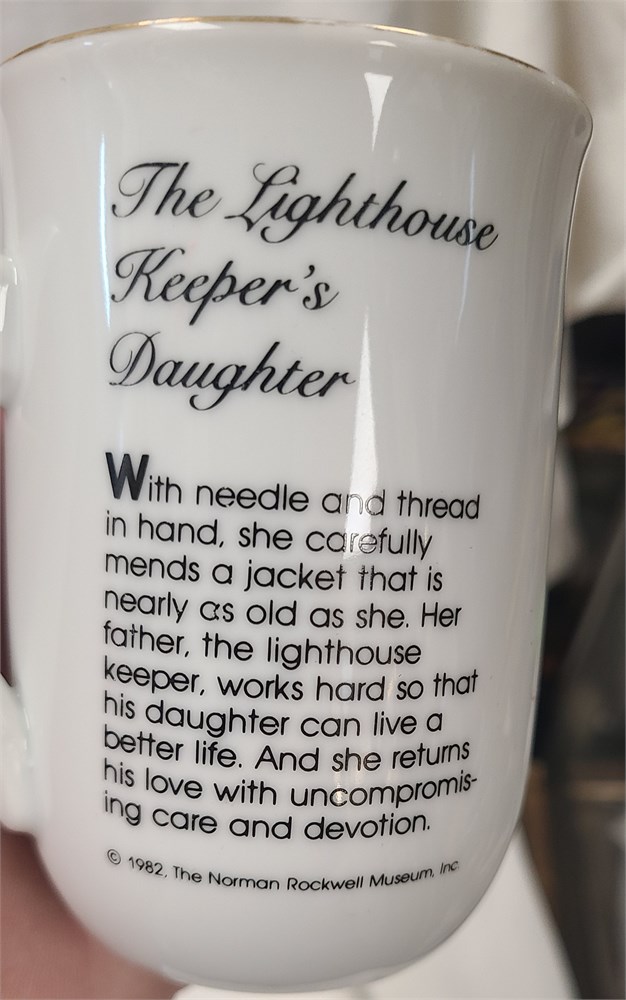 The Lighthouse
Keeper's
Daughter
With needle and thread
in hand, she carefully
mends a jacket that is
nearly as old as she. Her
father, the lighthouse
keeper, works hard so that
his daughter can live a
better life. And she returns
his love with uncompromis-
ing care and devotion.
© 1982, The Norman Rockwell Museum, Inc.